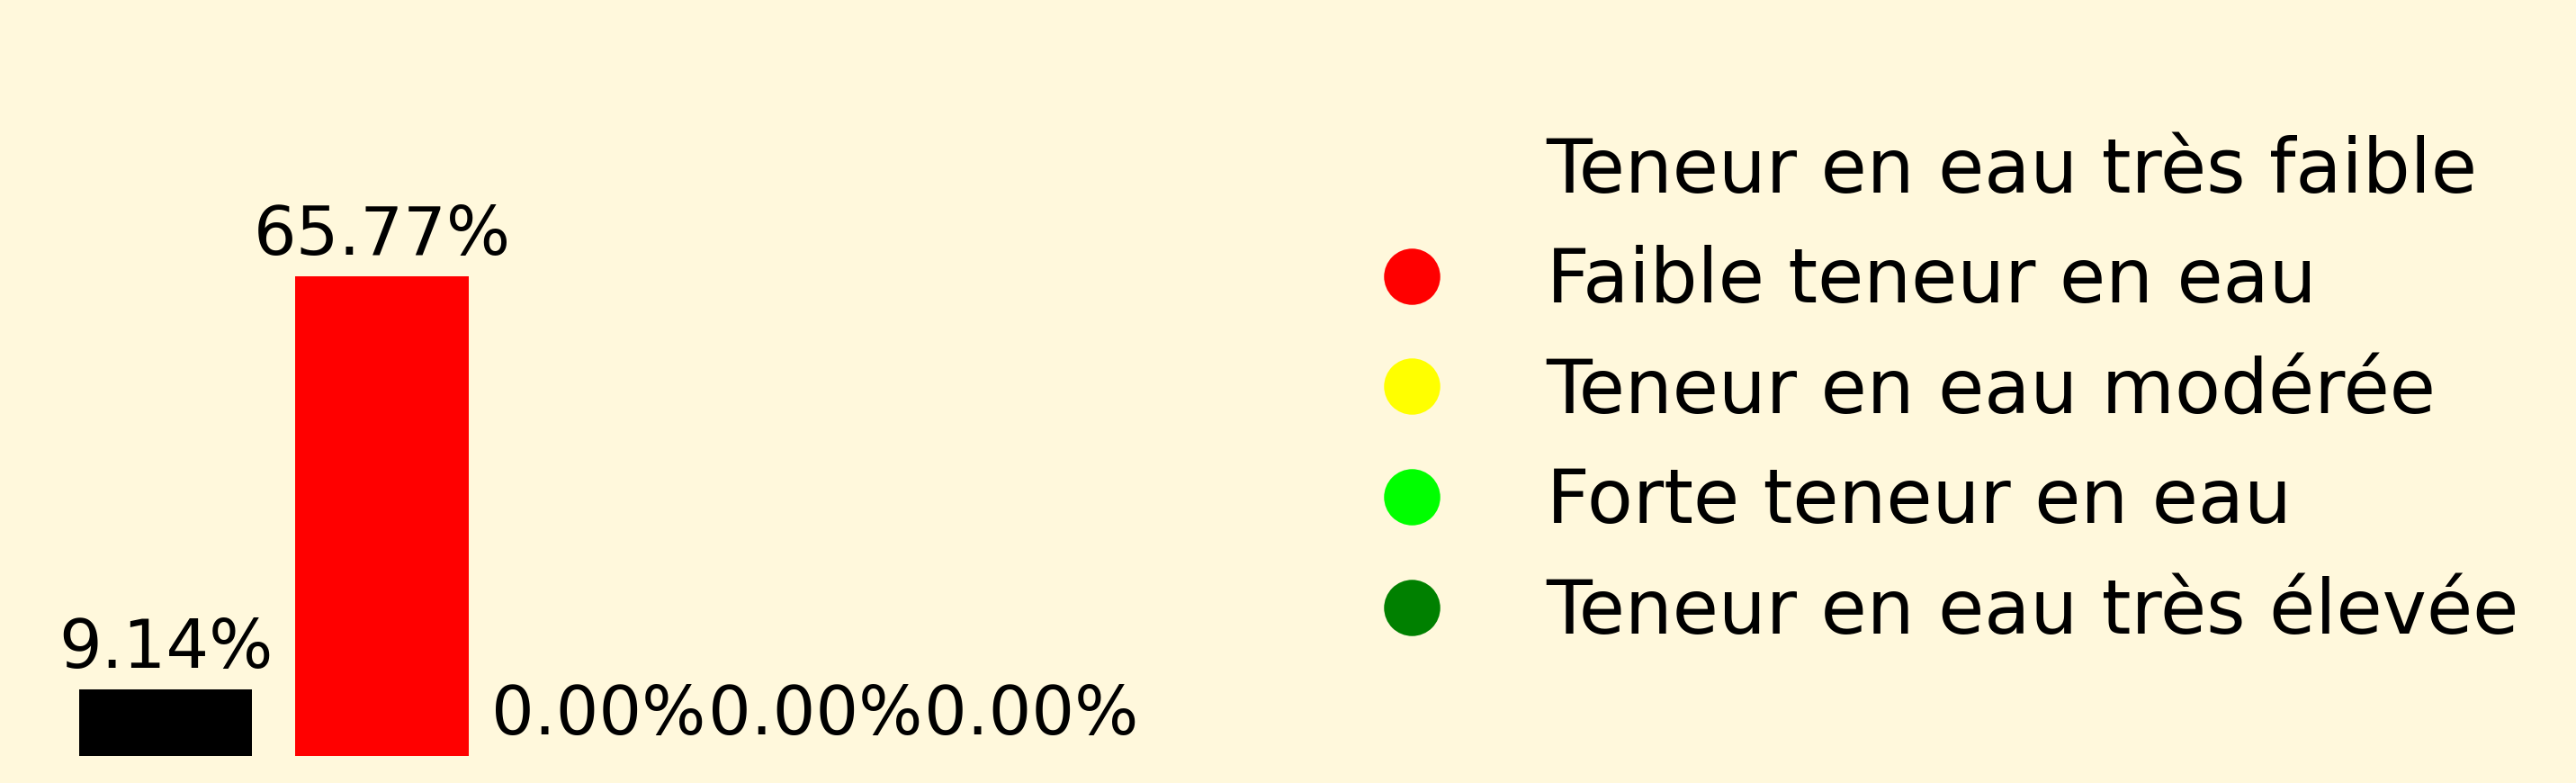 65.77%
9.14%
0.00%0.00%0.00%
Teneur en eau très faible
Faible teneur en eau
Teneur en eau modérée
Forte teneur en eau
Teneur en eau très élevée